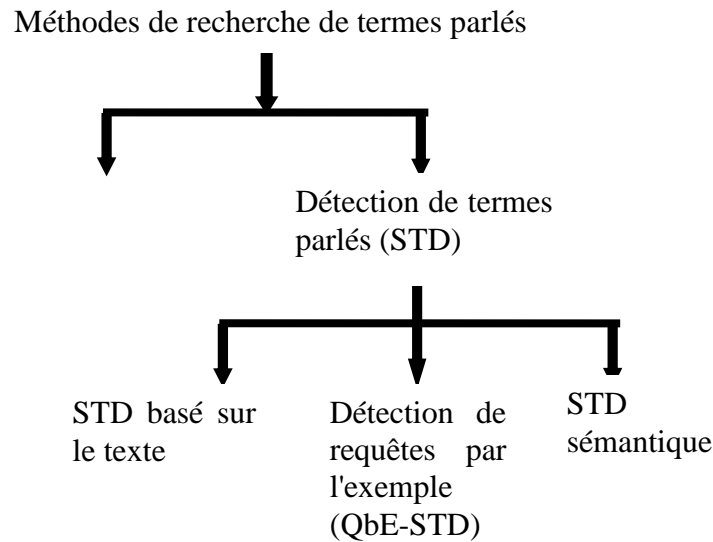 Méthodes de recherche de termes parlés
Détection de termes
parlés (STD)
STD basé sur
le texte
Détection de
requêtes par
l'exemple
(QbE-STD)
STD
sémantique